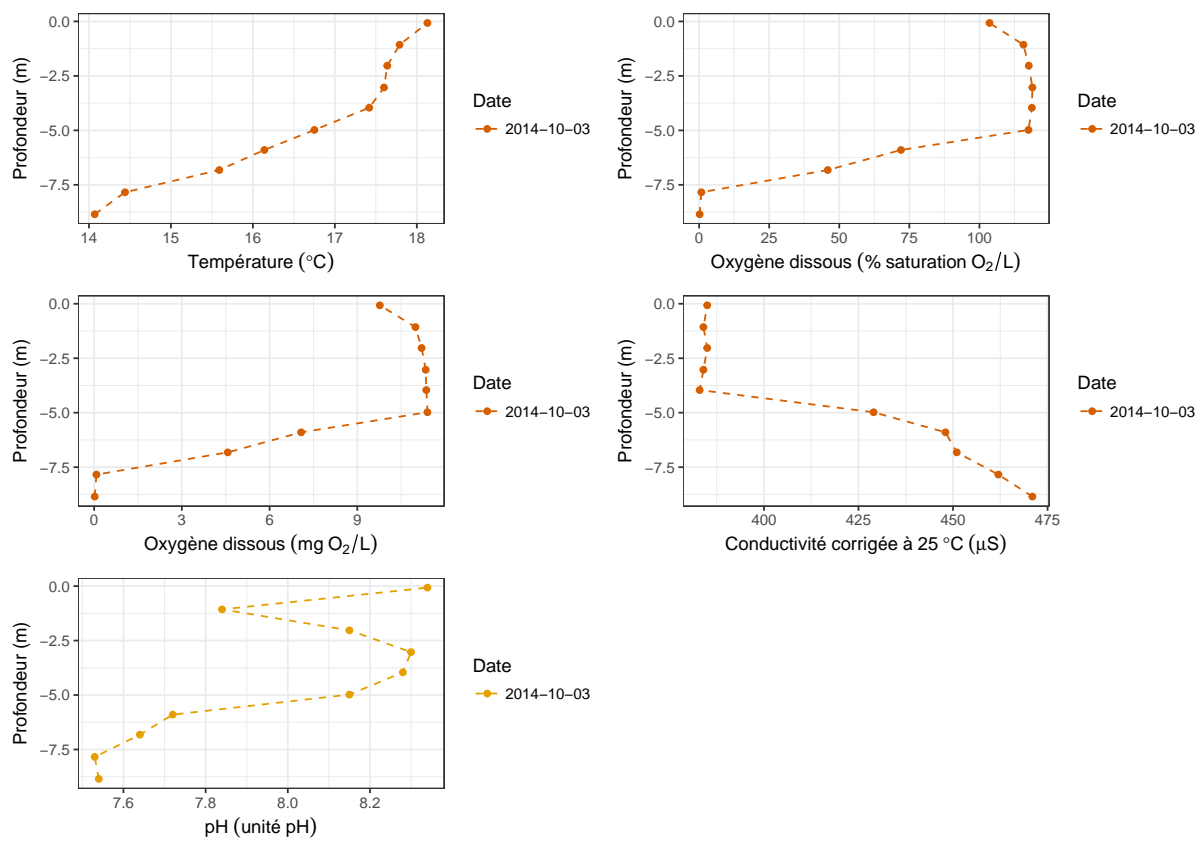 0.0
−2.5
−5.0
−7.5
Profondeur (m)
14 15 16 17 18
Température (°C)
Date
2014−10−03
0.0
−2.5
−5.0
−7.5
Profondeur (m)
0 25 50 75 100
Oxygène dissous (% saturation O₂/L)
Date
2014−10−03
0.0
−2.5
−5.0
−7.5
Profondeur (m)
0 3 6 9
Oxygène dissous (mg O₂/L)
Date
2014−10−03
0.0
−2.5
−5.0
−7.5
Profondeur (m)
400 425 450 475
Conductivité corrigée à 25 °C (μS)
Date
2014−10−03
0.0
−2.5
−5.0
−7.5
Profondeur (m)
7.6 7.8 8.0 8.2
pH (unité pH)
Date
2014−10−03